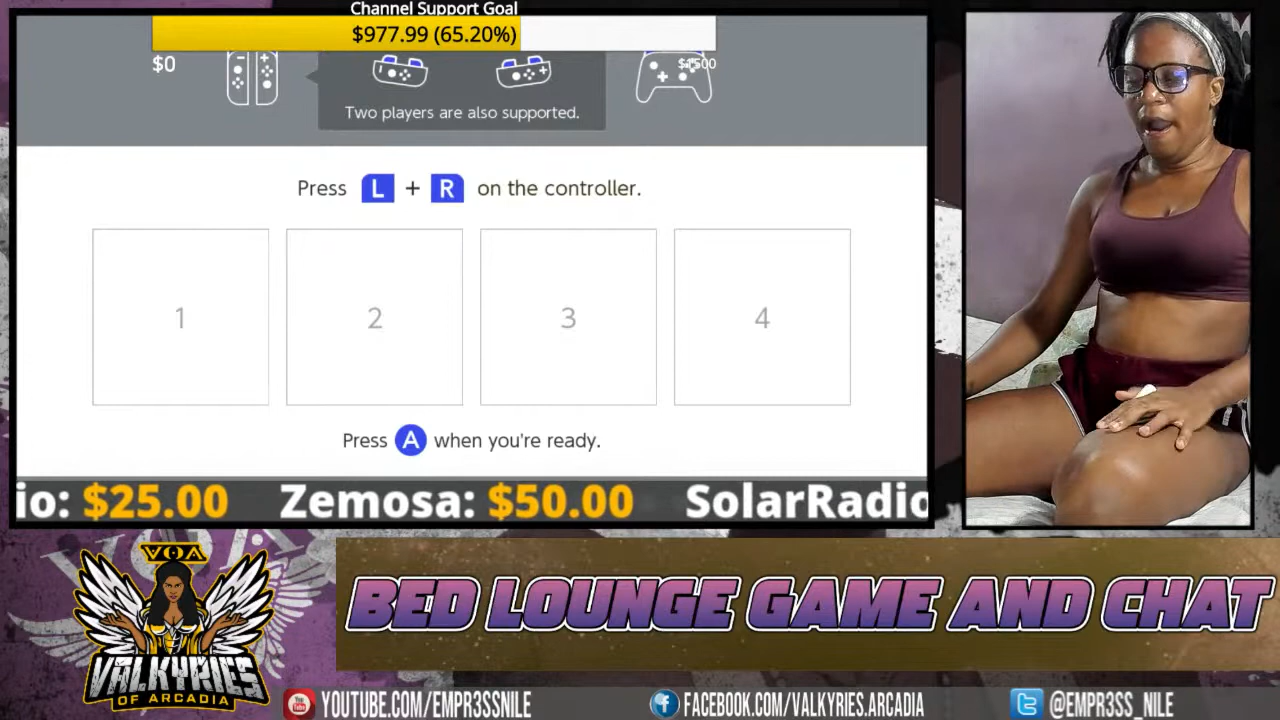 Channel Support Goal
$977.99 (65.20%)
$0
$1500
Two players are also supported.
Press L + R on the controller.
1
2
3
4
Press A when you're ready.
io: $25.00 Zemosa: $50.00 SolarRadio
VOA
VALKYRIES
OF ARCADIA
BED LOUNGE GAME AND CHAT
YOUTUBE.COM/EMPR3SSNILE
FACEBOOK.COM/VALKYRIES.ARCADIA
@EMPR3SS_NILE